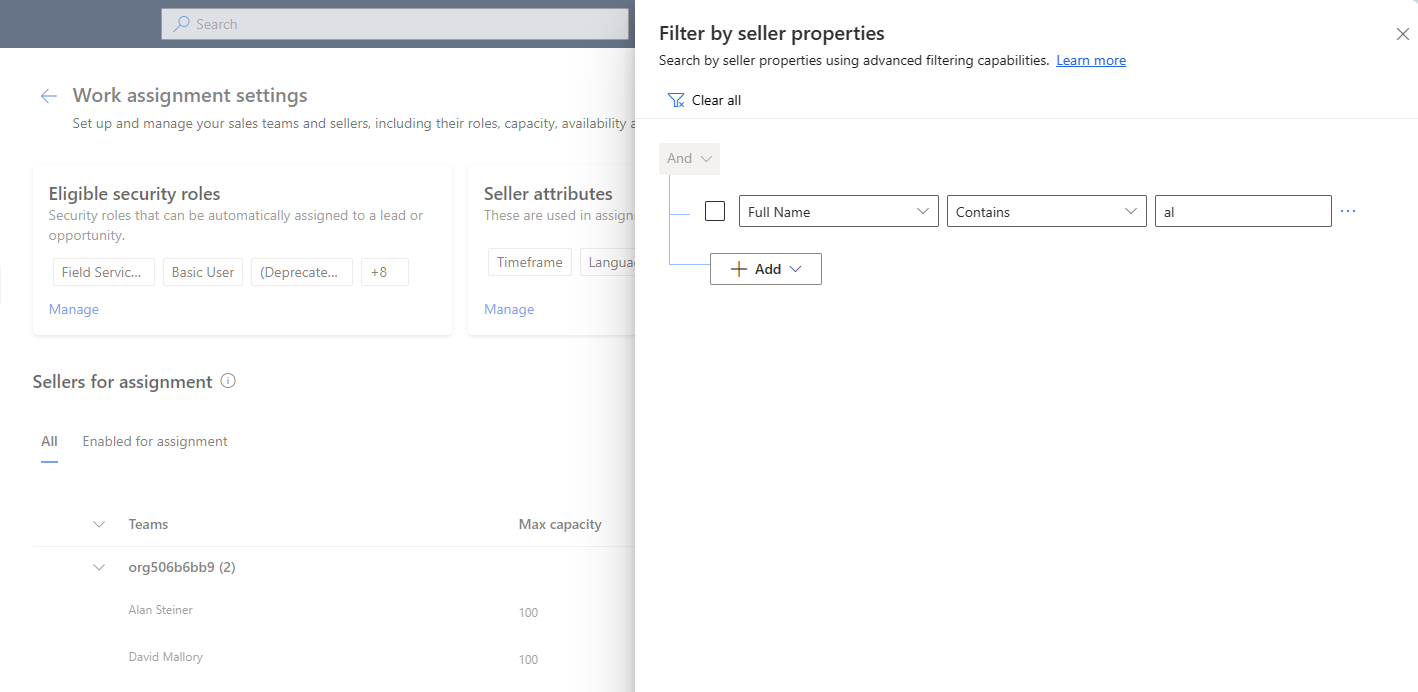 Search
Work assignment settings
Set up and manage your sales teams and sellers, including their roles, capacity, availability a
Eligible security roles
Security roles that can be automatically assigned to a lead or
opportunity.
Field Servic...
Basic User
(Deprecate...
+8
Manage
Seller attributes
These are used in assign
Timeframe
Langua
Manage
Sellers for assignment
All
Enabled for assignment
Teams
Max capacity
org506b6bb9 (2)
Alan Steiner
100
David Mallory
100
Filter by seller properties
Search by seller properties using advanced filtering capabilities. Learn more
Clear all
And
Full Name
Contains
al
Add